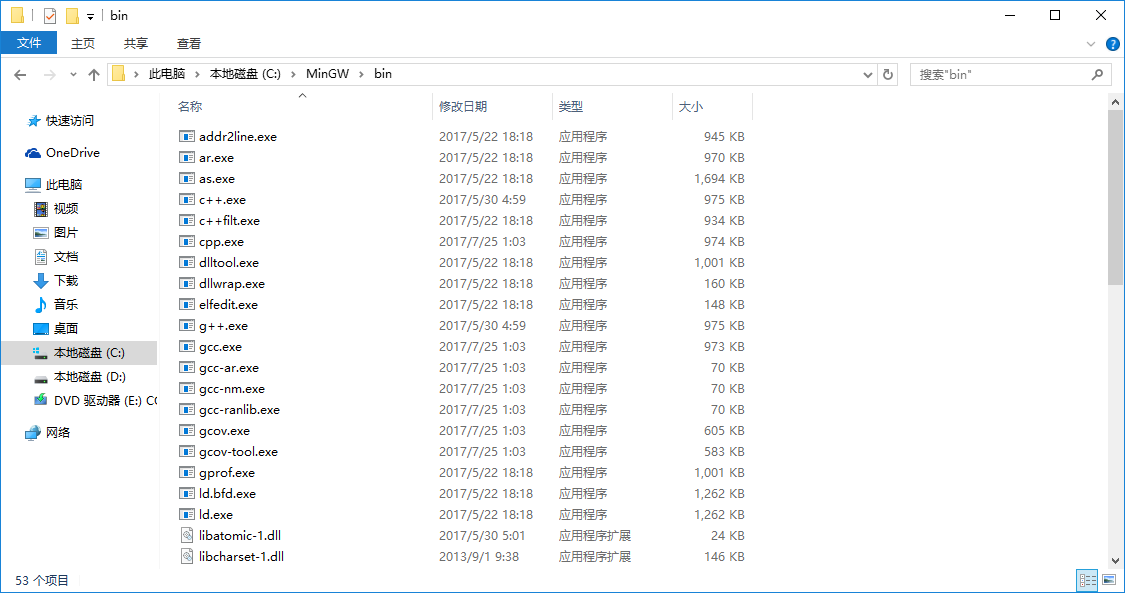 bin
文件 主页 共享 查看
此电脑 本地磁盘 (C:) MinGW bin 搜索"bin"
名称 修改日期 类型 大小
快速访问
OneDrive
此电脑
视频
图片
文档
下载
音乐
桌面
本地磁盘 (C:)
本地磁盘 (D:)
DVD 驱动器 (E:) CC
网络
addr2line.exe 2017/5/22 18:18 应用程序 945 KB
ar.exe 2017/5/22 18:18 应用程序 970 KB
as.exe 2017/5/22 18:18 应用程序 1,694 KB
c++.exe 2017/5/30 4:59 应用程序 975 KB
c++filt.exe 2017/5/22 18:18 应用程序 934 KB
cpp.exe 2017/7/25 1:03 应用程序 974 KB
dlltool.exe 2017/5/22 18:18 应用程序 1,001 KB
dllwrap.exe 2017/5/22 18:18 应用程序 160 KB
elfedit.exe 2017/5/22 18:18 应用程序 148 KB
g++.exe 2017/5/30 4:59 应用程序 975 KB
gcc.exe 2017/7/25 1:03 应用程序 973 KB
gcc-ar.exe 2017/7/25 1:03 应用程序 70 KB
gcc-nm.exe 2017/7/25 1:03 应用程序 70 KB
gcc-ranlib.exe 2017/7/25 1:03 应用程序 70 KB
gcov.exe 2017/7/25 1:03 应用程序 605 KB
gcov-tool.exe 2017/7/25 1:03 应用程序 583 KB
gprof.exe 2017/5/22 18:18 应用程序 1,001 KB
ld.bfd.exe 2017/5/22 18:18 应用程序 1,262 KB
ld.exe 2017/5/22 18:18 应用程序 1,262 KB
libatomic-1.dll 2017/5/30 5:01 应用程序扩展 24 KB
libcharset-1.dll 2013/9/1 9:38 应用程序扩展 146 KB
53 个项目